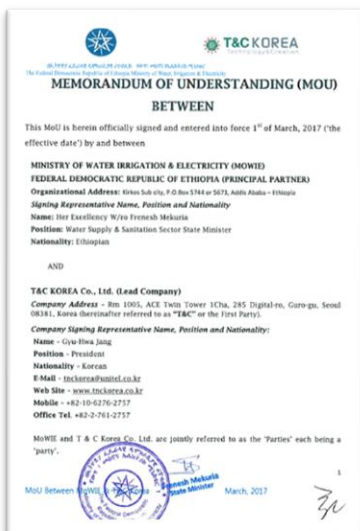 T&C KOREA
Technology & Creation
The Federal Democratic Republic of Ethiopia Ministry of Water, Irrigation & Electricity
MEMORANDUM OF UNDERSTANDING (MOU)
BETWEEN
This MoU is herein officially signed and entered into force 1st of March, 2017 ('the
effective date') by and between
MINISTRY OF WATER IRRIGATION & ELECTRICITY (MOWIE)
FEDERAL DEMOCRATIC REPUBLIC OF ETHIOPIA (PRINCIPAL PARTNER)
Organizational Address: Kirkos Sub city, P.O Box 5744 or 5673, Addis Ababa – Ethiopia
Signing Representative Name, Position and Nationality
Name: Her Excellency W/ro Frenesh Mekuria
Position: Water Supply & Sanitation Sector State Minister
Nationality: Ethiopian
AND
T&C KOREA Co., Ltd. (Lead Company)
Company Address - Rm 1005, ACE Twin Tower 1Cha, 285 Digital-ro, Guro-gu, Seoul
08381, Korea (hereinafter referred to as "T&C" or the First Party).
Company Signing Representative Name, Position and Nationality:
Name - Gyu-Hwa Jang
Position - President
Nationality - Korean
E-Mail - tnckorea@unitel.co.kr
Web Site - www.tnckorea.co.kr
Mobile - +82-10-6276-2757
Office Tel. +82-2-761-2757
MoWIE and T & C Korea Co. Ltd. are jointly referred to as the 'Parties' each being a
'party'.
1
Frenesh Mekuria
State Minister
MoU Between MoWIE & T&C Korea March, 2017